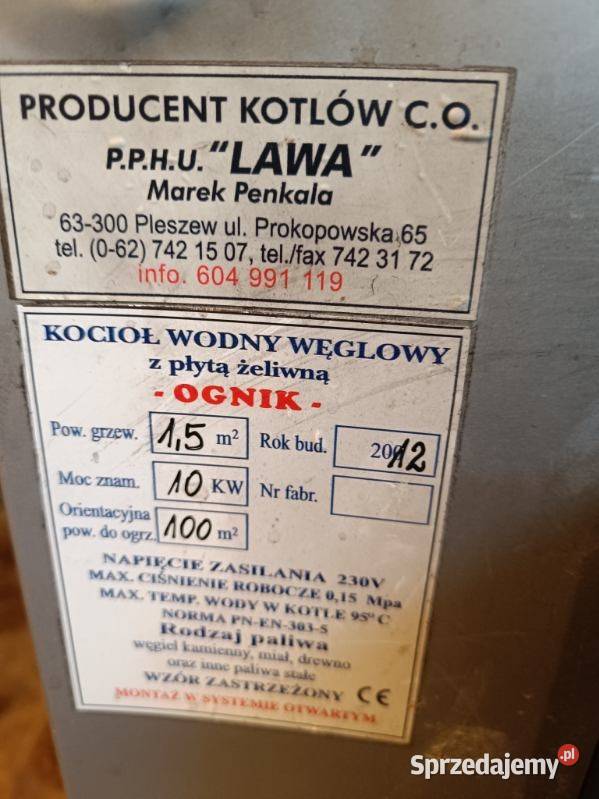 PRODUCENT KOTŁÓW C.O.
P.P.H.U. "LAWA"
Marek Penkala
63-300 Pleszew ul. Prokopowska 65
tel. (0-62) 742 15 07, tel./fax 742 31 72
info. 604 991 119
KOCIOŁ WODNY WĘGLOWY
z płytą żeliwną
- OGNIK -
Pow. grzew. 1,5 m² Rok bud. 2012
Moc znam. 10 KW Nr fabr.
Orientacyjna
pow. do ogrz. 100 m²
NAPIĘCIE ZASILANIA 230V
MAX. CIŚNIENIE ROBOCZE 0,15 Mpa
MAX. TEMP. WODY W KOTLE 95°C
NORMA PN-EN-303-5
Rodzaj paliwa
węgiel kamienny, miał, drewno
oraz inne paliwa stałe
WZÓR ZASTRZEŻONY CE
MONTAŻ W SYSTEMIE OTWARTYM
Sprzedajemy.pl